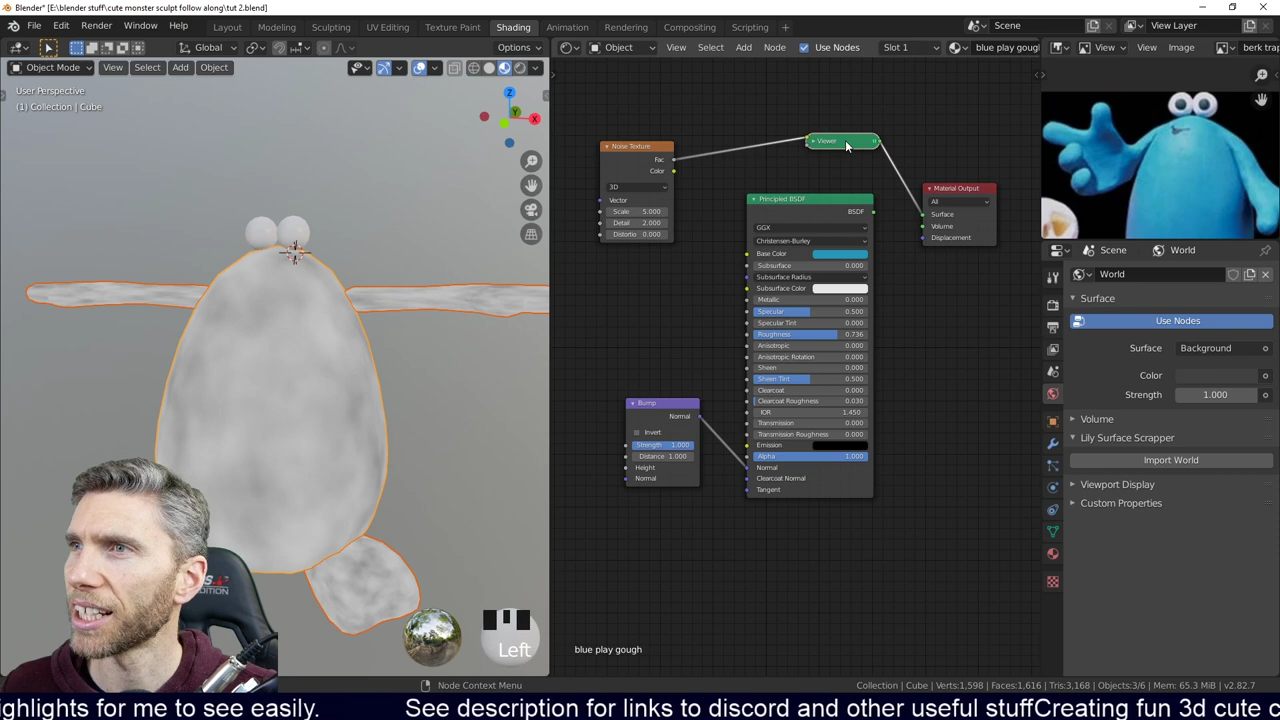 Blender* [E:\blender stuff\cute monster sculpt follow along\tut 2.blend]
File Edit Render Window Help Layout Modeling Sculpting UV Editing Texture Paint Shading Animation Rendering Compositing Scripting + Scene View Layer
Global Options Object View Select Add Node Use Nodes Slot 1 blue play gough View View Image berk trap
Object Mode View Select Add Object
User Perspective
(1) Collection | Cube
Z
Y
X
Viewer
Noise Texture
Fac
Color
3D
Vector
Scale 5.000
Detail 2.000
Distortio 0.000
Principled BSDF
BSDF
GGX
Christensen-Burley
Base Color
Subsurface 0.000
Subsurface Radius
Subsurface Color
Metallic 0.000
Specular 0.500
Specular Tint 0.000
Roughness 0.736
Anisotropic 0.000
Anisotropic Rotation 0.000
Sheen 0.000
Sheen Tint 0.500
Clearcoat 0.000
Clearcoat Roughness 0.030
IOR 1.450
Transmission 0.000
Transmission Roughness 0.000
Emission
Alpha 1.000
Normal
Clearcoat Normal
Tangent
Material Output
All
Surface
Volume
Displacement
Bump
Normal
Invert
Strength 1.000
Distance 1.000
Height
Normal
Scene World
World
Surface
Use Nodes
Surface Background
Color
Strength 1.000
Volume
Lily Surface Scrapper
Import World
Viewport Display
Custom Properties
Left
blue play gough
Node Context Menu
Collection | Cube | Verts:1,598 | Faces:1,616 | Tris:3,168 | Objects:3/6 | Mem: 65.3 MiB | v2.82.7
ghlights for me to see easily. See description for links to discord and other useful stuffCreating fun 3d cute c